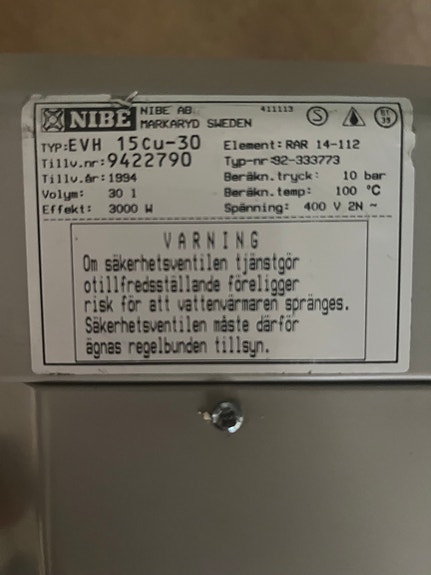 NIBE NIBE AB. 411113 S
MARKARYD SWEDEN
TYP: EVH 15Cu-30 Element: RAR 14-112
Tillv.nr: 9422790 Typ-nr 92-333773
Tillv.år: 1994 Beräkn.tryck: 10 bar
Volym: 30 l Beräkn.temp: 100 °C
Effekt: 3000 W Spänning: 400 V 2N ~
VARNING
Om säkerhetsventilen tjänstgör
otillfredsställande föreligger
risk för att vattenvärmaren spränges.
Säkerhetsventilen måste därför
ägnas regelbunden tillsyn.